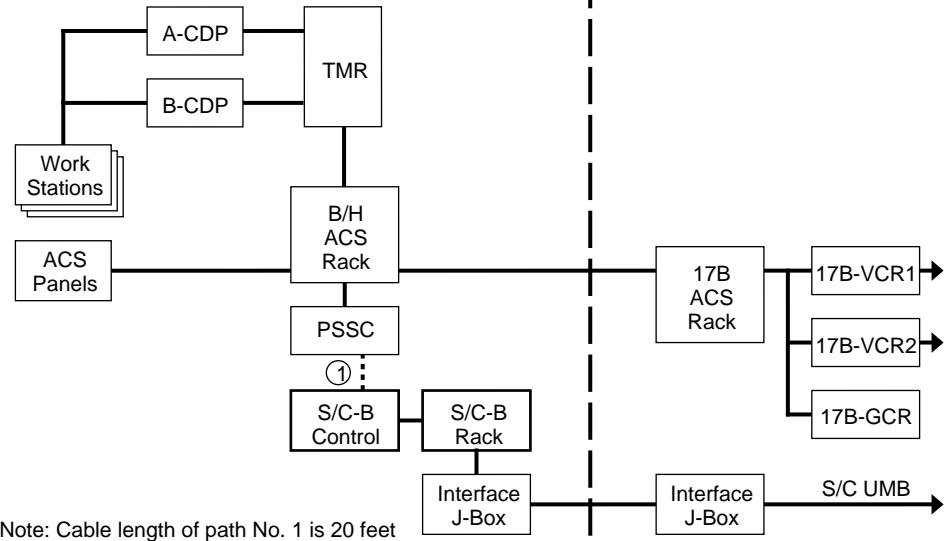 A-CDP
TMR
B-CDP
Work
Stations
B/H
ACS
Rack
ACS
Panels
17B
ACS
Rack
17B-VCR1
17B-VCR2
17B-GCR
PSSC
1
S/C-B
Control
S/C-B
Rack
Interface
J-Box
Interface
J-Box
S/C UMB
Note: Cable length of path No. 1 is 20 feet